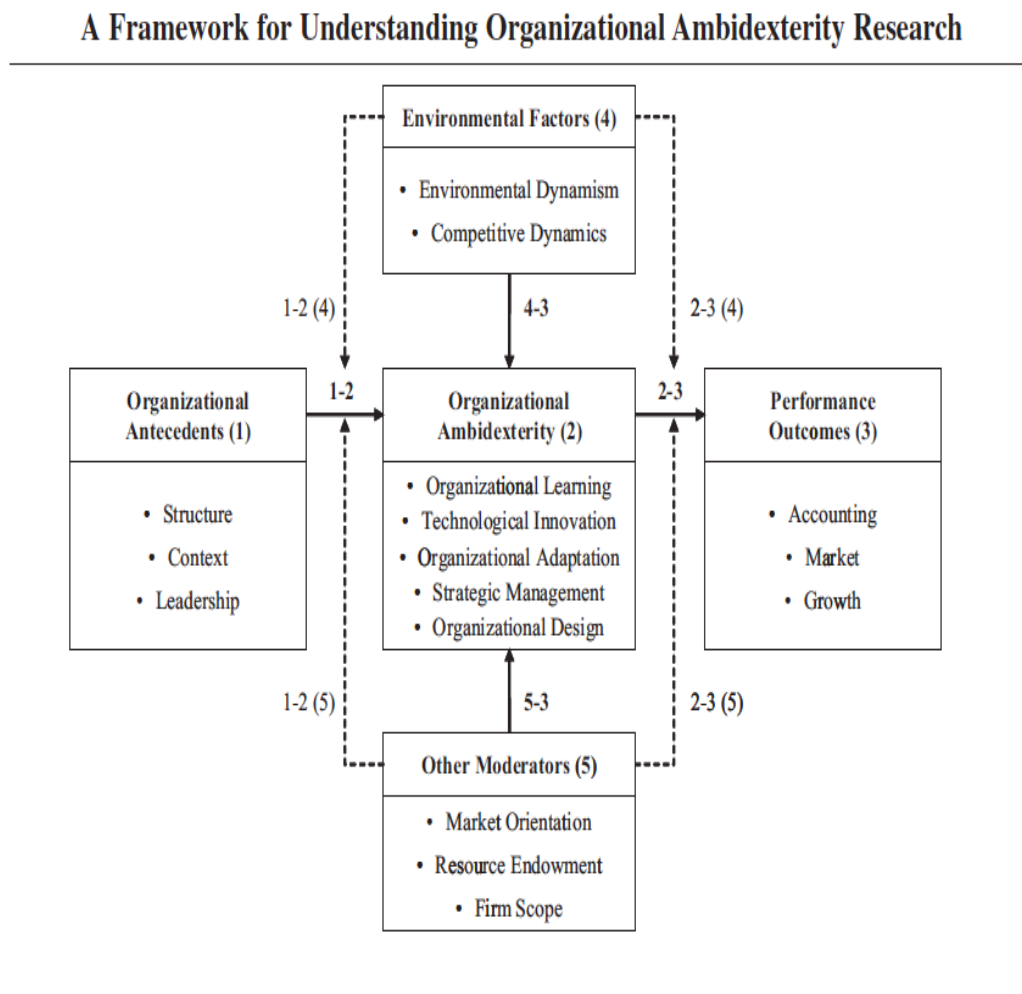 A Framework for Understanding Organizational Ambidexterity Research
Environmental Factors (4)
• Environmental Dynamism
• Competitive Dynamics
1-2 (4)
4-3
2-3 (4)
Organizational
Antecedents (1)
• Structure
• Context
• Leadership
1-2
Organizational
Ambidexterity (2)
• Organizational Learning
• Technological Innovation
• Organizational Adaptation
• Strategic Management
• Organizational Design
2-3
Performance
Outcomes (3)
• Accounting
• Market
• Growth
1-2 (5)
5-3
2-3 (5)
Other Moderators (5)
• Market Orientation
• Resource Endowment
• Firm Scope